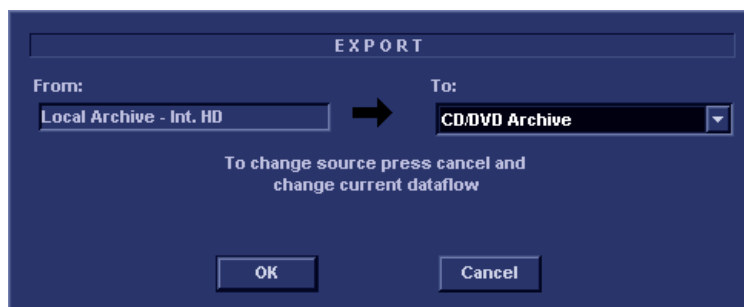 EXPORT
From:
To:
Local Archive - Int. HD
CD/DVD Archive
To change source press cancel and
change current dataflow
OK
Cancel